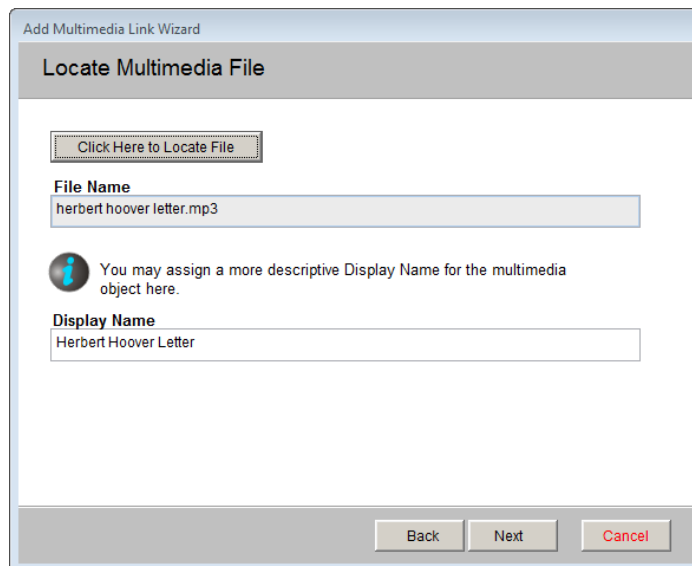 Add Multimedia Link Wizard
Locate Multimedia File
Click Here to Locate File
File Name
herbert hoover letter.mp3
You may assign a more descriptive Display Name for the multimedia
object here.
Display Name
Herbert Hoover Letter
Back Next Cancel